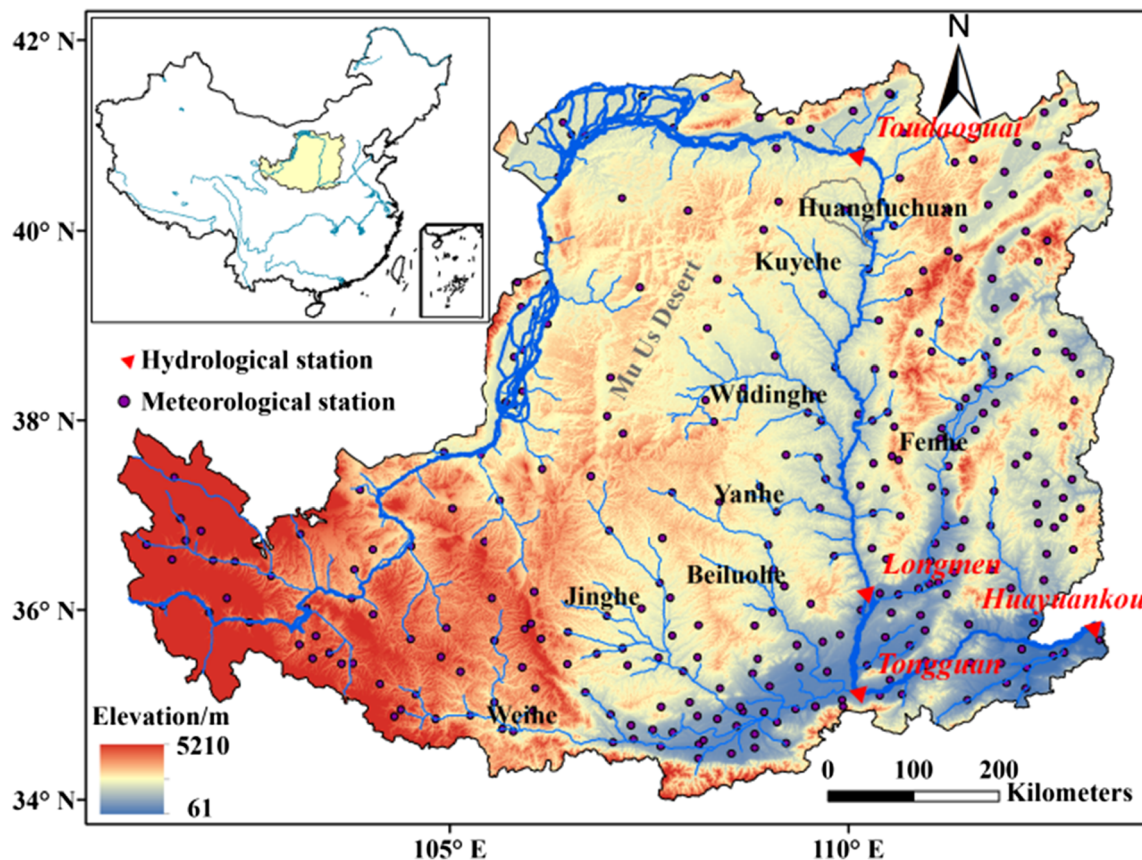 42° N
40° N
38° N
36° N
34° N
105° E
110° E
N
Toudaoguai
Huangfuchuan
Kuyehe
Mu Us Desert
Hydrological station
Meteorological station
Wudinghe
Fenhe
Yanhe
Longmen
Beiluohe
Jinghe
Huayuankou
Tongguan
Weihe
Elevation/m
5210
61
0 100 200
Kilometers